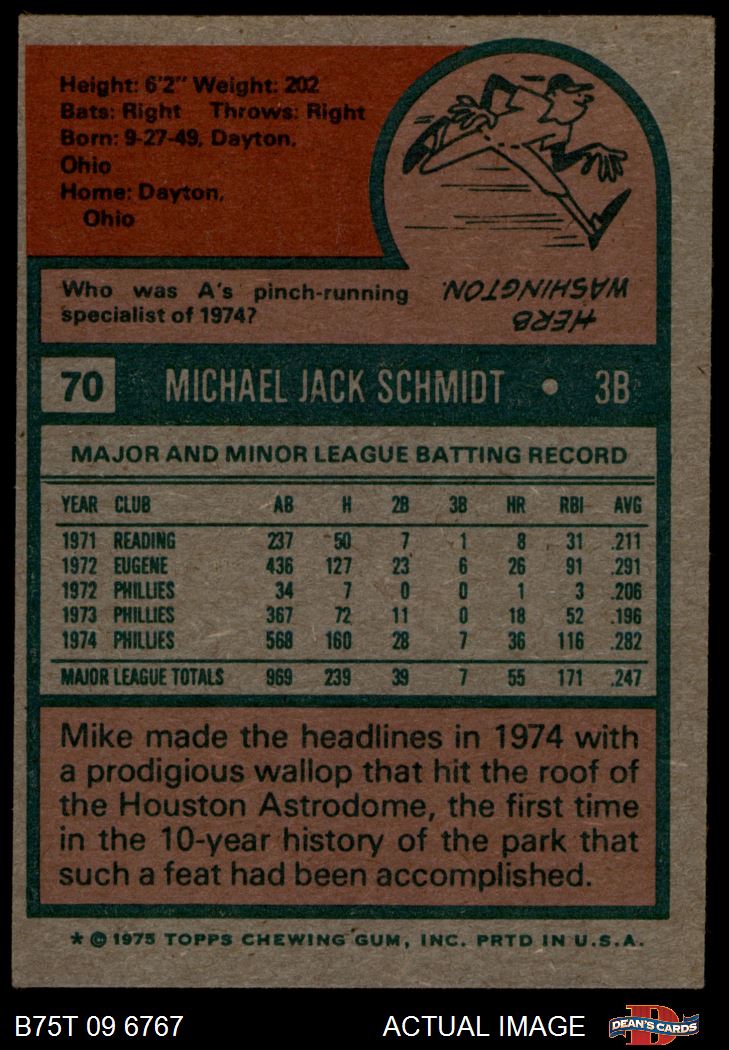 Height: 6'2" Weight: 202
Bats: Right Throws: Right
Born: 9-27-49, Dayton,
Ohio
Home: Dayton,
Ohio
Who was A's pinch-running
specialist of 1974?
HERB
WASHINGTON.
70 MICHAEL JACK SCHMIDT • 3B
MAJOR AND MINOR LEAGUE BATTING RECORD
YEAR CLUB AB H 2B 3B HR RBI AVG
1971 READING 237 50 7 1 8 31 .211
1972 EUGENE 436 127 23 6 26 91 .291
1972 PHILLIES 34 7 0 0 1 3 .206
1973 PHILLIES 367 72 11 0 18 52 .196
1974 PHILLIES 568 160 28 7 36 116 .282
MAJOR LEAGUE TOTALS 969 239 39 7 55 171 .247
Mike made the headlines in 1974 with
a prodigious wallop that hit the roof of
the Houston Astrodome, the first time
in the 10-year history of the park that
such a feat had been accomplished.
* © 1975 TOPPS CHEWING GUM, INC. PRTD IN U.S.A.
B75T 09 6767 ACTUAL IMAGE DEAN'S CARDS